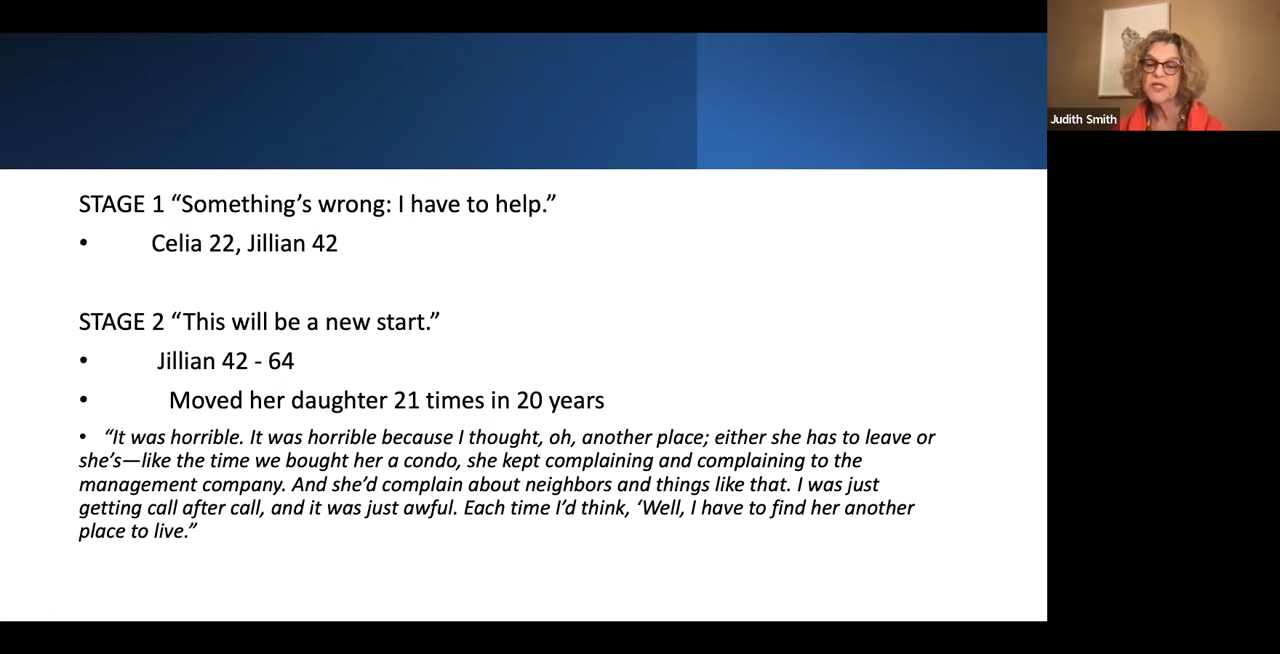 STAGE 1 “Something’s wrong: I have to help.”
• Celia 22, Jillian 42
STAGE 2 “This will be a new start.”
• Jillian 42 - 64
• Moved her daughter 21 times in 20 years
• “It was horrible. It was horrible because I thought, oh, another place; either she has to leave or
she’s—like the time we bought her a condo, she kept complaining and complaining to the
management company. And she’d complain about neighbors and things like that. I was just
getting call after call, and it was just awful. Each time I’d think, ‘Well, I have to find her another
place to live.”
Judith Smith